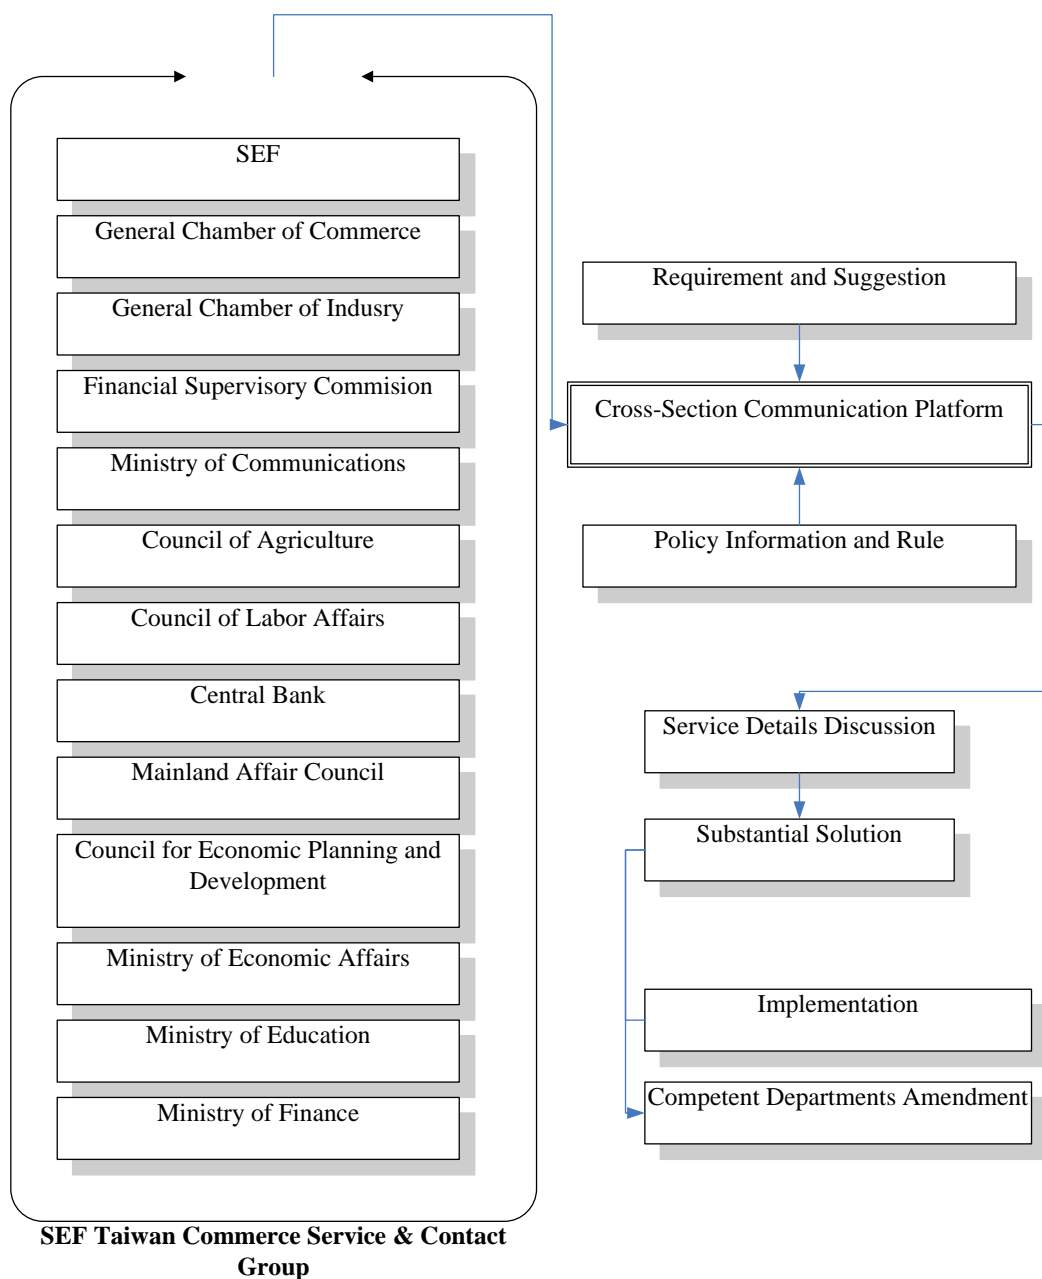 SEF
General Chamber of Commerce
General Chamber of Indusry
Financial Supervisory Commision
Ministry of Communications
Council of Agriculture
Council of Labor Affairs
Central Bank
Mainland Affair Council
Council for Economic Planning and
Development
Ministry of Economic Affairs
Ministry of Education
Ministry of Finance
SEF Taiwan Commerce Service & Contact
Group
Requirement and Suggestion
Cross-Section Communication Platform
Policy Information and Rule
Service Details Discussion
Substantial Solution
Implementation
Competent Departments Amendment